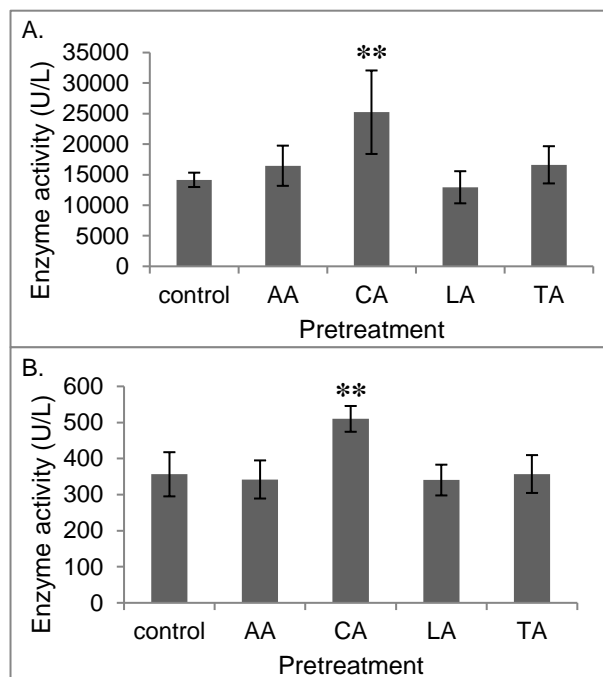 A.
Enzyme activity (U/L)
35000
30000
25000
20000
15000
10000
5000
0
**
control AA CA LA TA
Pretreatment
B.
Enzyme activity (U/L)
600
500
400
300
200
100
0
**
control AA CA LA TA
Pretreatment